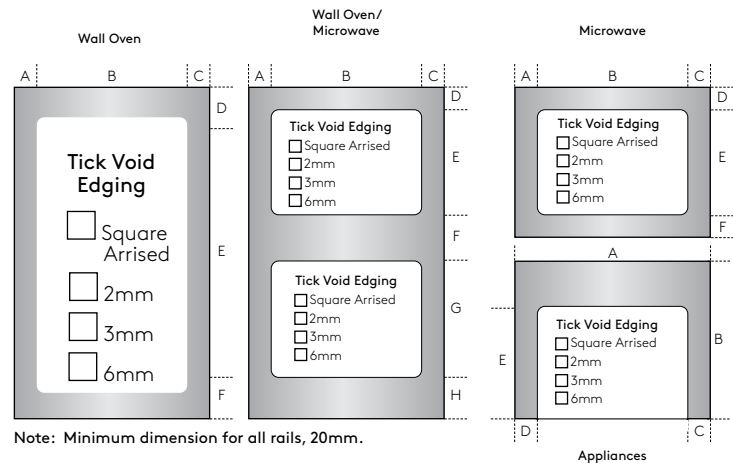 Wall Oven
A B C
D
E
F
Tick Void
Edging
Square
Arrised
2mm
3mm
6mm
Wall Oven/
Microwave
A B C
D
E
F
G
H
Tick Void Edging
Square Arrised
2mm
3mm
6mm
Tick Void Edging
Square Arrised
2mm
3mm
6mm
Microwave
A B C
D
E
F
Tick Void Edging
Square Arrised
2mm
3mm
6mm
A
B
E
D
C
Tick Void Edging
Square Arrised
2mm
3mm
6mm
Appliances
Note: Minimum dimension for all rails, 20mm.